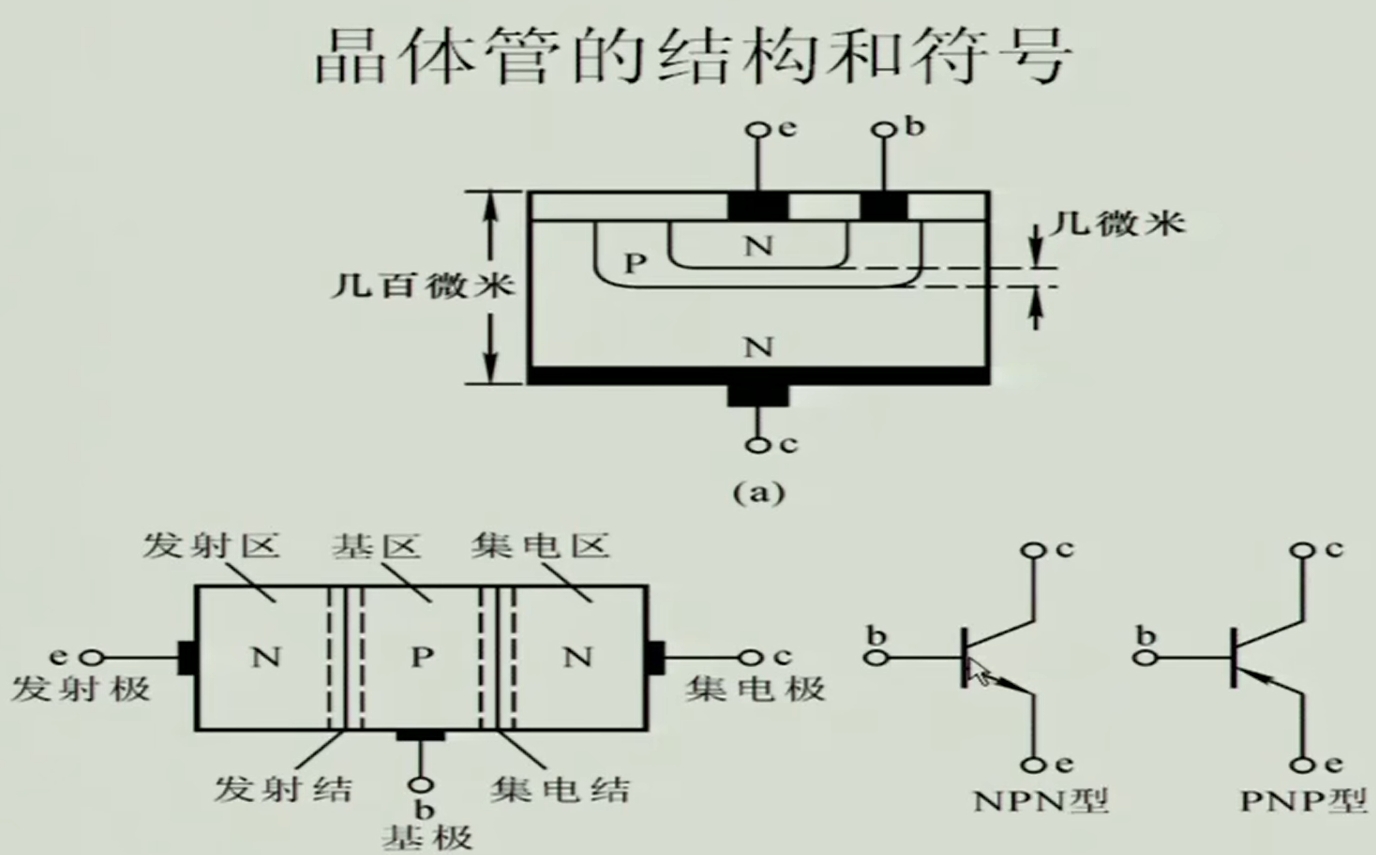 晶体管的结构和符号
e b
几微米
N
P
几百微米
N
c
(a)
发射区 基区 集电区
e N P N c
发射极 集电极
发射结 集电结
b
基极
c c
b b
e e
NPN型 PNP型